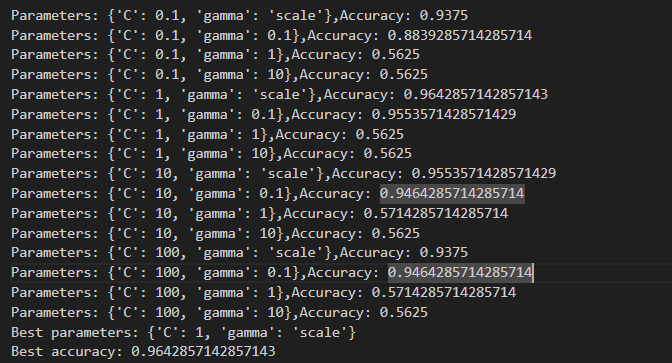 Parameters: {'C': 0.1, 'gamma': 'scale'},Accuracy: 0.9375
Parameters: {'C': 0.1, 'gamma': 0.1},Accuracy: 0.8839285714285714
Parameters: {'C': 0.1, 'gamma': 1},Accuracy: 0.5625
Parameters: {'C': 0.1, 'gamma': 10},Accuracy: 0.5625
Parameters: {'C': 1, 'gamma': 'scale'},Accuracy: 0.9642857142857143
Parameters: {'C': 1, 'gamma': 0.1},Accuracy: 0.9553571428571429
Parameters: {'C': 1, 'gamma': 1},Accuracy: 0.5625
Parameters: {'C': 1, 'gamma': 10},Accuracy: 0.5625
Parameters: {'C': 10, 'gamma': 'scale'},Accuracy: 0.9553571428571429
Parameters: {'C': 10, 'gamma': 0.1},Accuracy: 0.9464285714285714
Parameters: {'C': 10, 'gamma': 1},Accuracy: 0.5714285714285714
Parameters: {'C': 10, 'gamma': 10},Accuracy: 0.5625
Parameters: {'C': 100, 'gamma': 'scale'},Accuracy: 0.9375
Parameters: {'C': 100, 'gamma': 0.1},Accuracy: 0.9464285714285714
Parameters: {'C': 100, 'gamma': 1},Accuracy: 0.5714285714285714
Parameters: {'C': 100, 'gamma': 10},Accuracy: 0.5625
Best parameters: {'C': 1, 'gamma': 'scale'}
Best accuracy: 0.9642857142857143